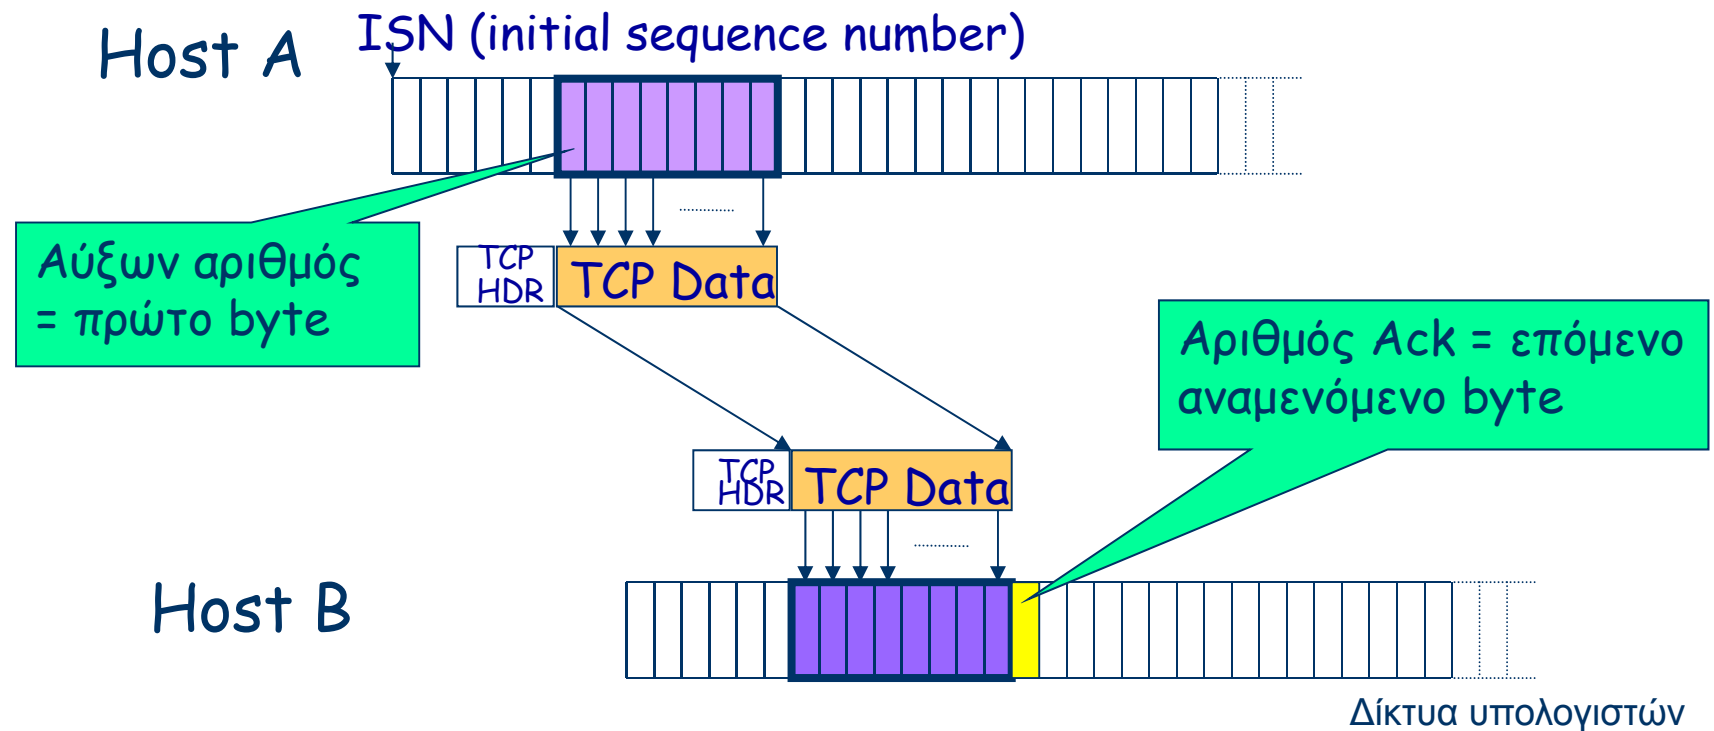 ISN (initial sequence number)
Host A
Αύξων αριθμός
= πρώτο byte
TCP
HDR
TCP Data
Αριθμός Ack = επόμενο
αναμενόμενο byte
TCP
HDR
TCP Data
Host B
Δίκτυα υπολογιστών